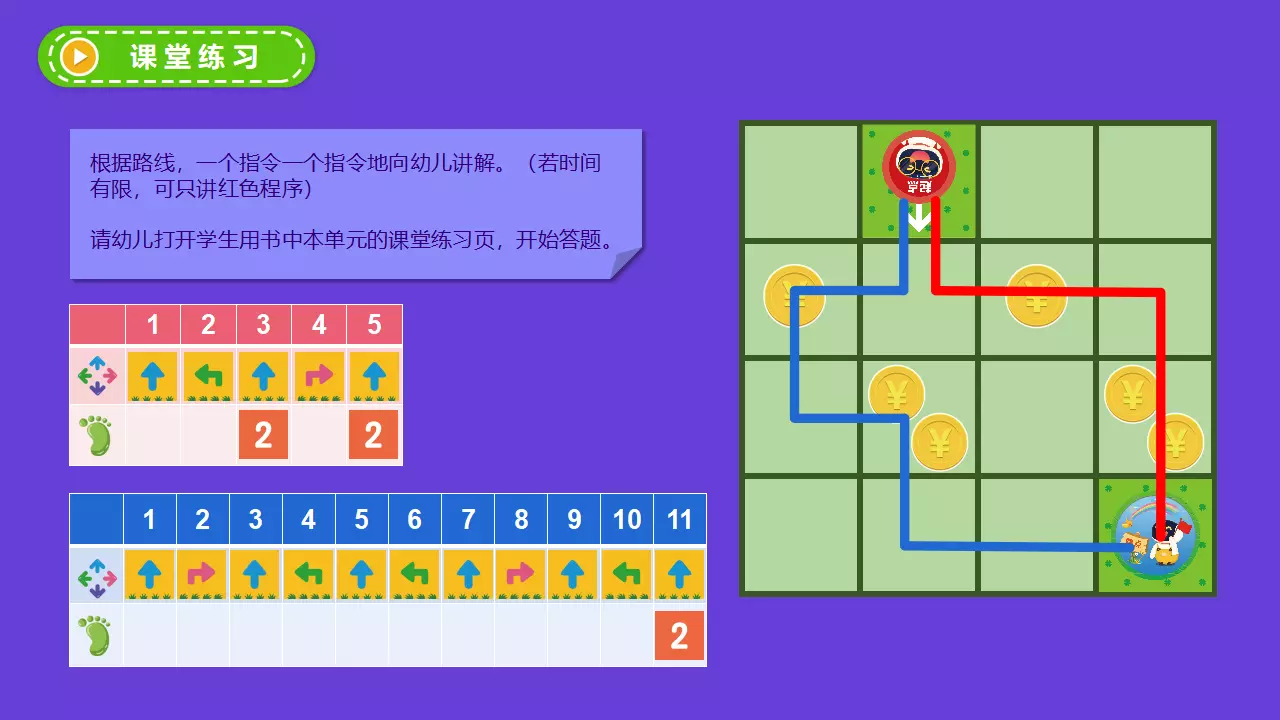 课堂练习
根据路线，一个指令一个指令地向幼儿讲解。（若时间
有限，可只讲红色程序）
请幼儿打开学生用书中本单元的课堂练习页，开始答题。
1 2 3 4 5
2 2
1 2 3 4 5 6 7 8 9 10 11
2
起点
¥ ¥
¥ ¥
¥ ¥